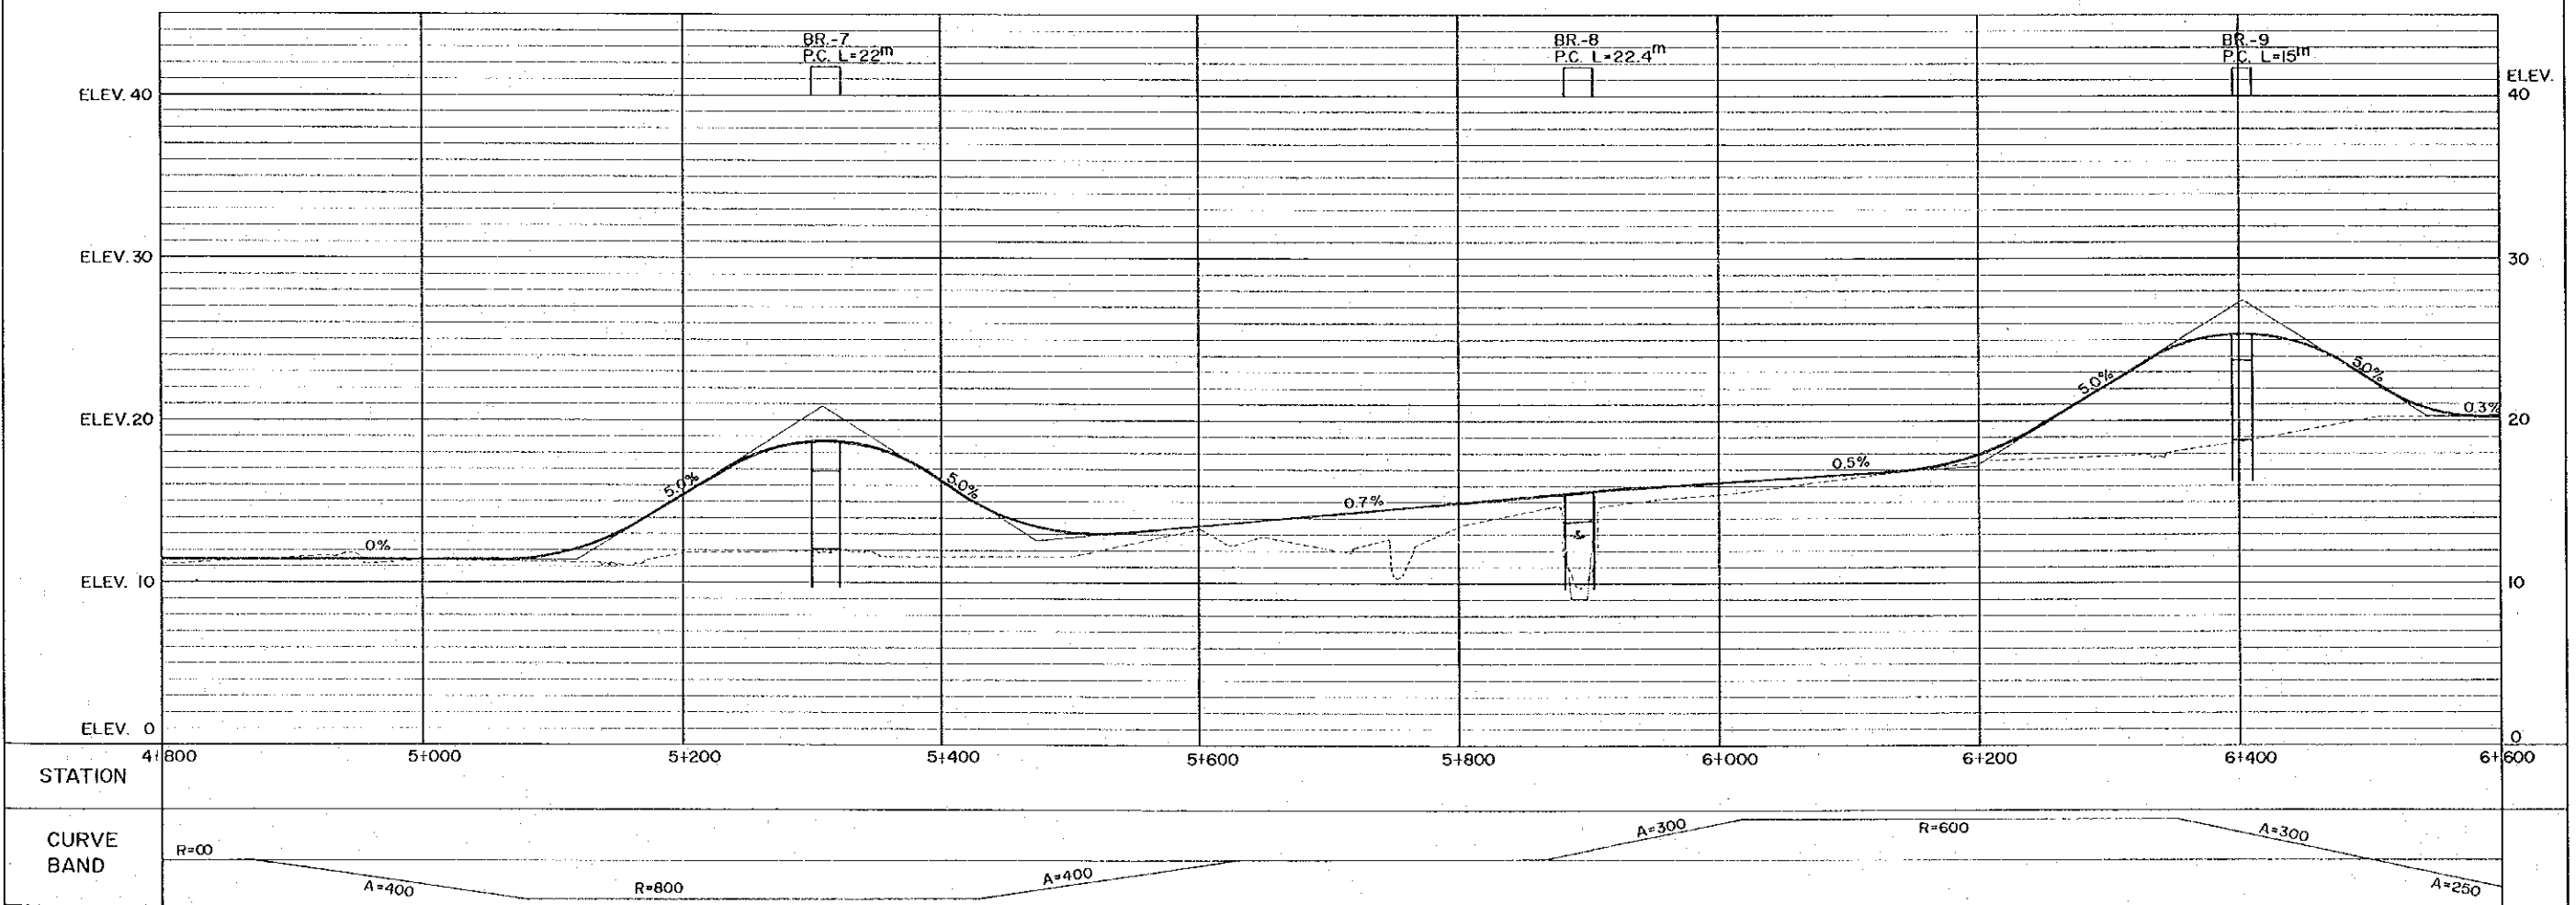 BR.-7
P.C. L=22m
BR.-8
P.C. L=22.4m
BR.-9
P.C. L=15m
ELEV. 40
ELEV.
40
ELEV. 30
30
ELEV. 20
20
ELEV. 10
10
ELEV. 0
0
0%
5.0%
5.0%
0.7%
0.5%
5.0%
5.0%
0.3%
STATION
4+800
5+000
5+200
5+400
5+600
5+800
6+000
6+200
6+400
6+600
CURVE
BAND
R=∞
A=400
R=800
A=400
A=300
R=600
A=300
A=250